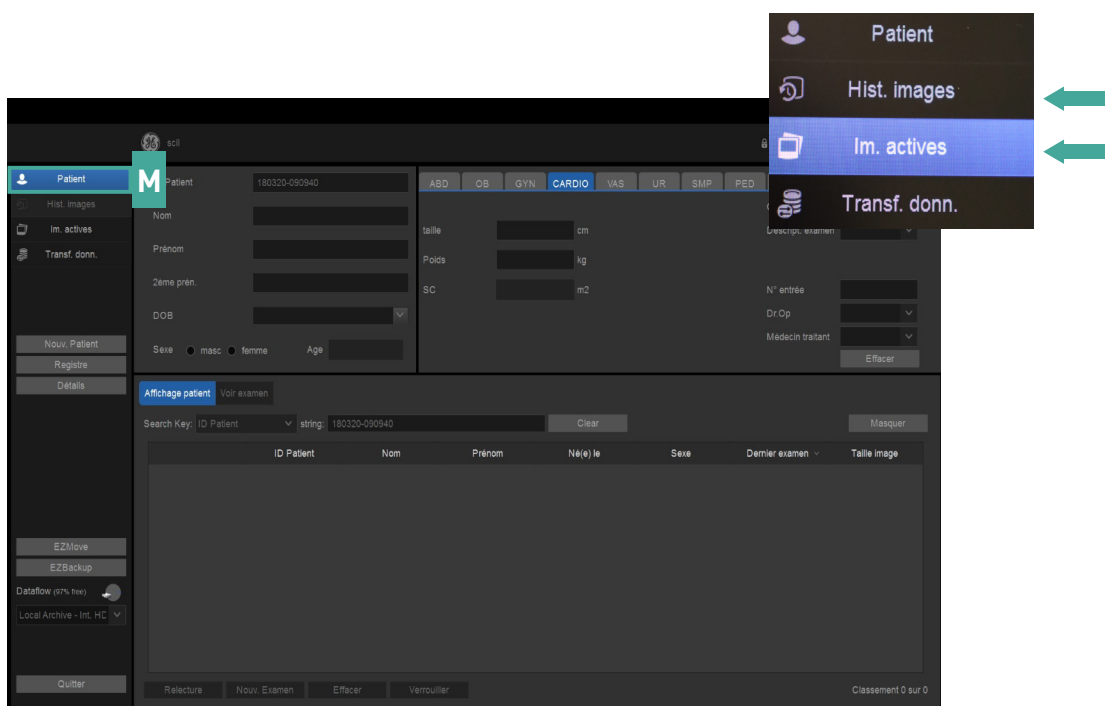 Patient
Hist. images
Im. actives
Transf. donn.
GE scil
Patient
Hist. images
Im. actives
Transf. donn.
Nouv. Patient
Registre
Détails
EZMove
EZBackup
Dataflow (97% free)
Local Archive - Int. HD
Quitter
M
Patient 180320-090940
Nom
Prénom
2ème prén.
DOB
Sexe masc femme Age
ABD OB GYN CARDIO VAS UR SMP PED
taille cm
Poids kg
SC m2
Descript. examen
N° entrée
Dr.Op
Médecin traitant
Effacer
Affichage patient Voir examen
Search Key: ID Patient string: 180320-090940 Clear Masquer
ID Patient Nom Prénom Né(e) le Sexe Dernier examen Taille image
Relecture Nouv. Examen Effacer Verrouiller Classement 0 sur 0